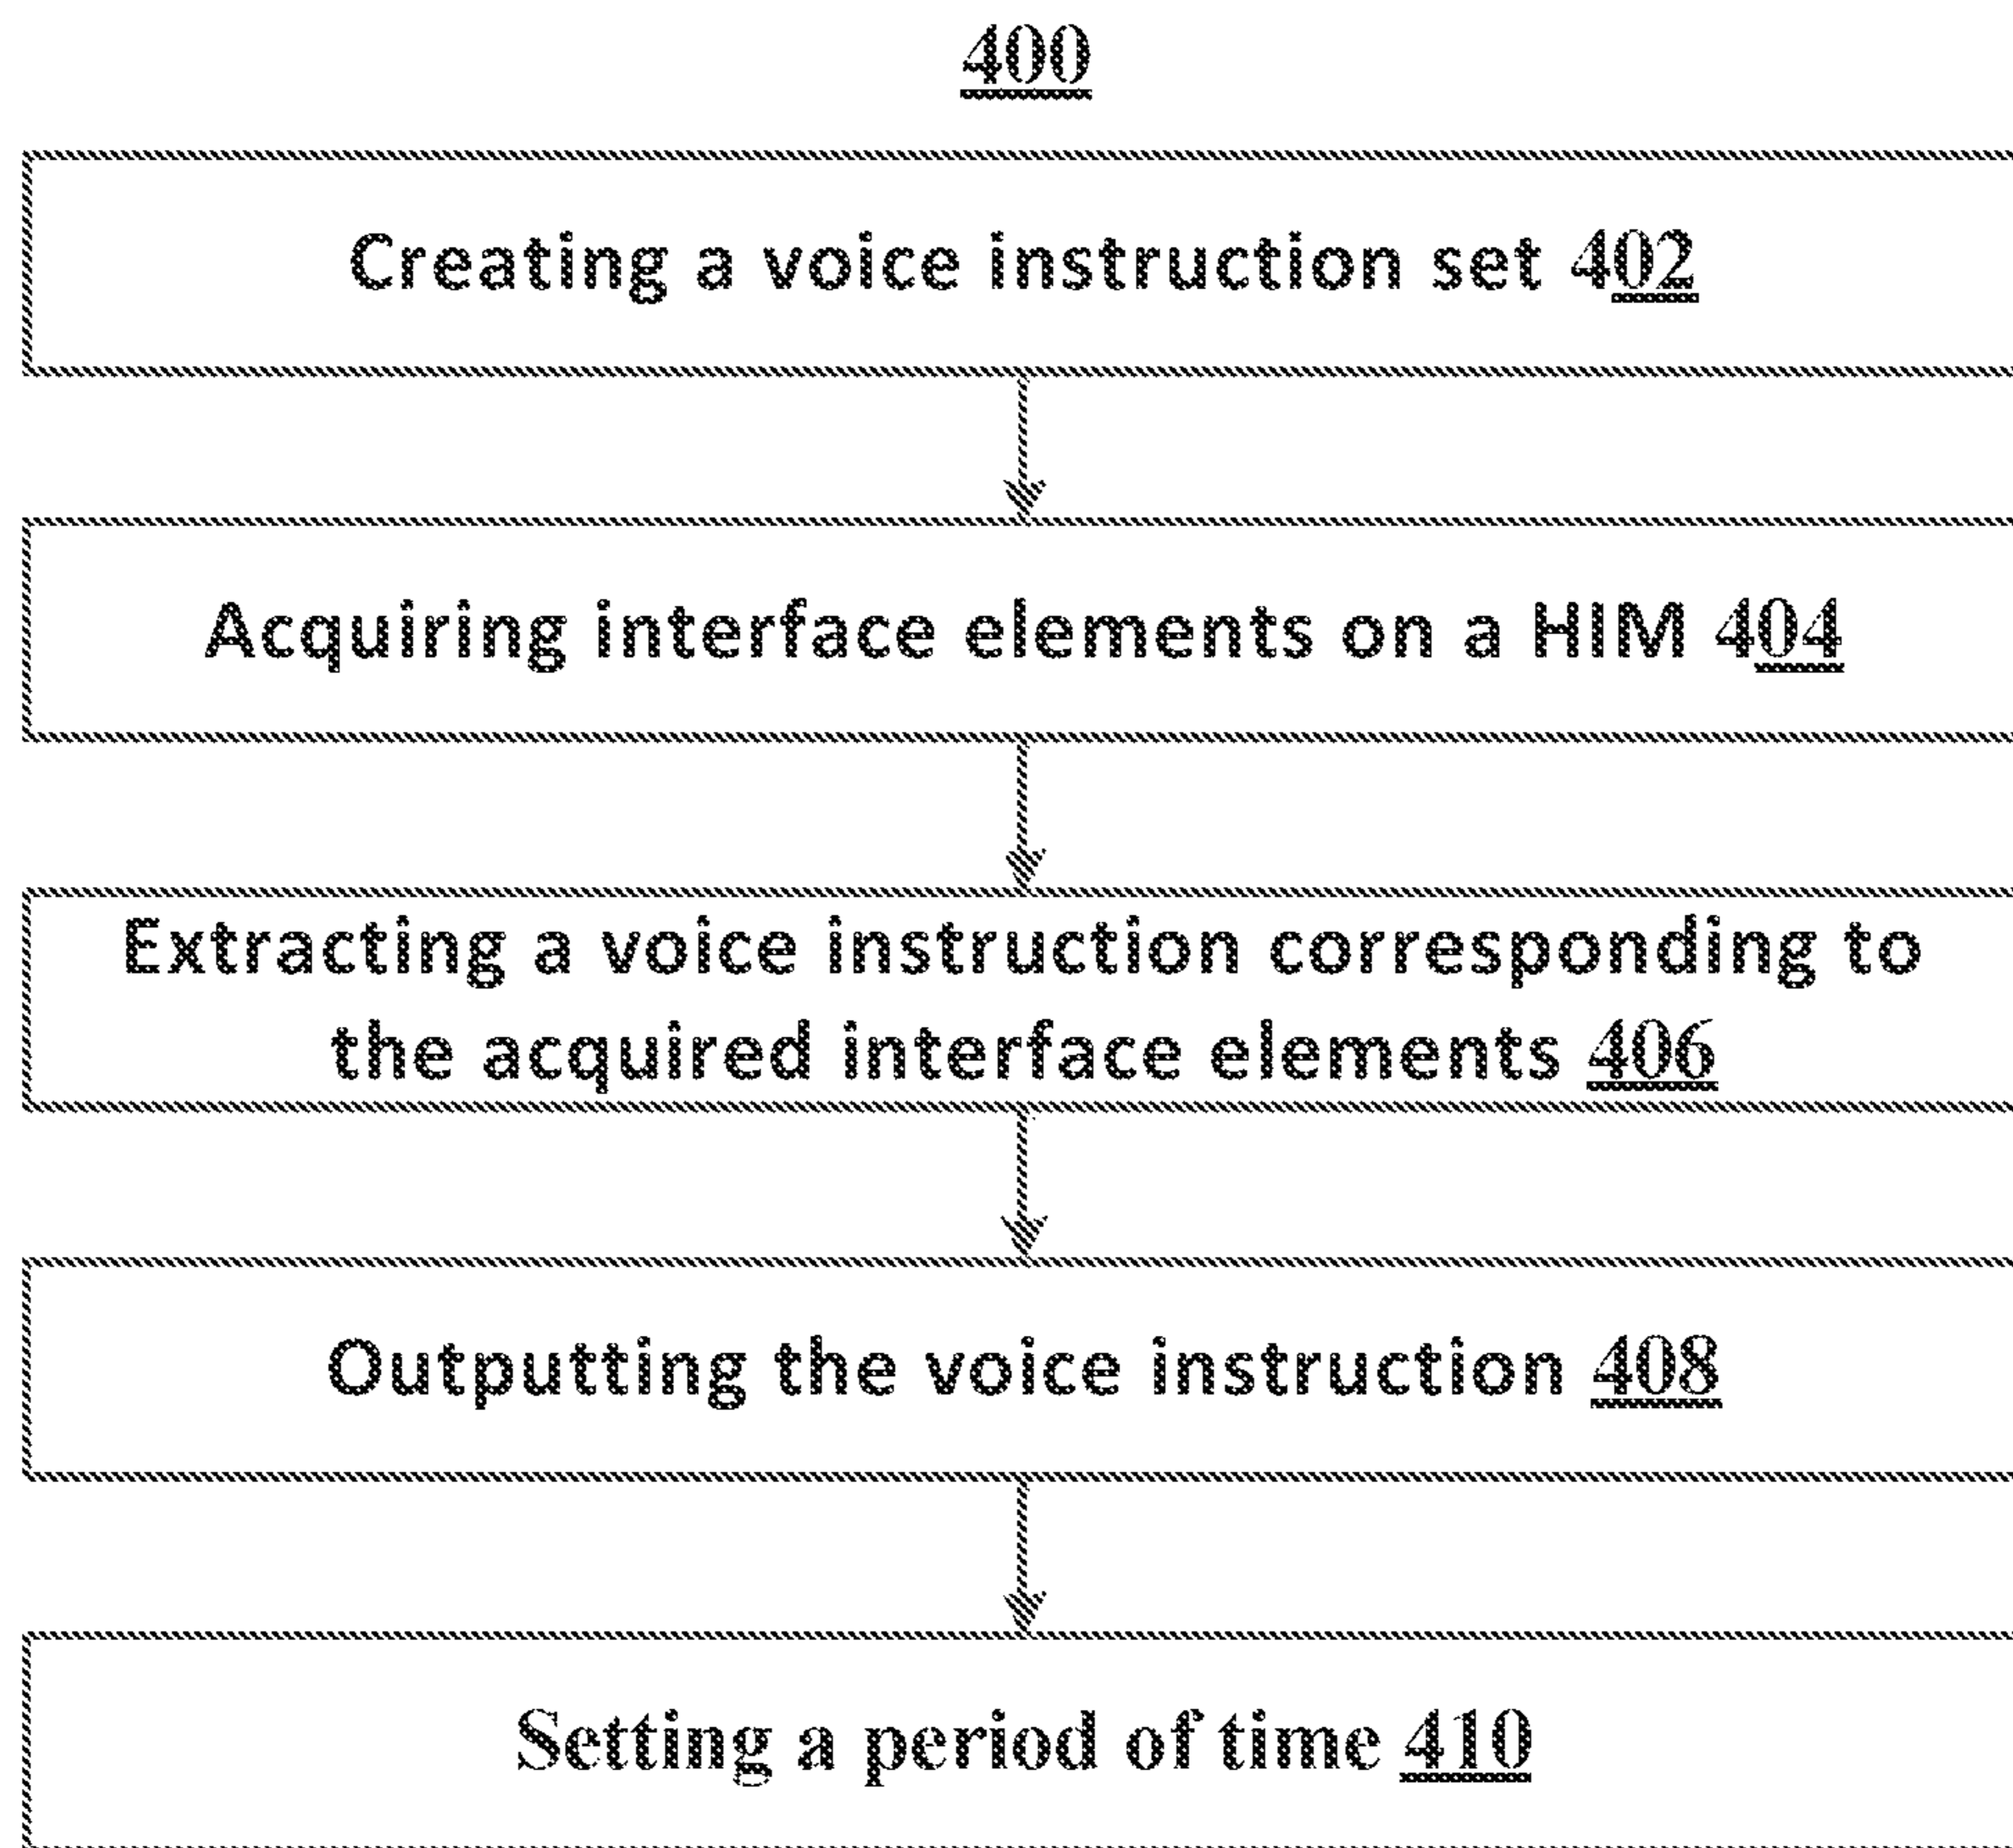 400
Creating a voice instruction set 402
Acquiring interface elements on a HIM 404
Extracting a voice instruction corresponding to
the acquired interface elements 406
Outputting the voice instruction 408
Setting a period of time 410